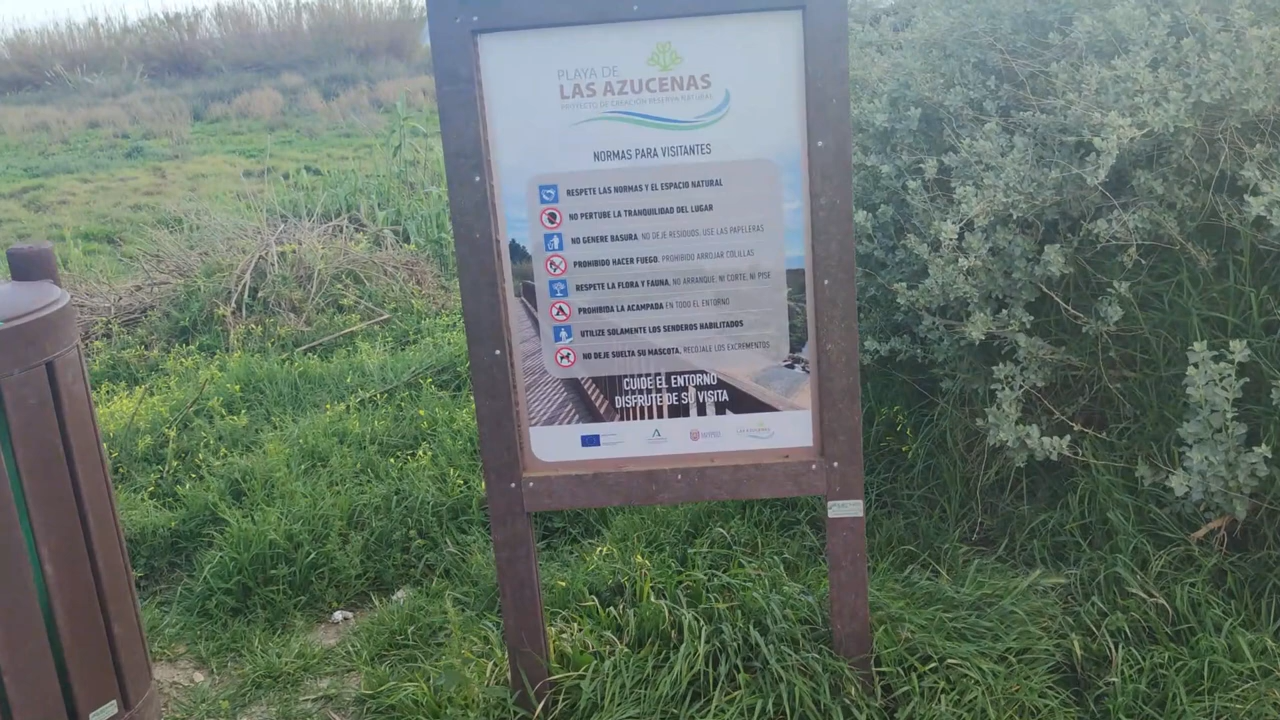 PLAYA DE
LAS AZUCENAS
PROYECTO DE CREACIÓN RESERVA NATURAL
NORMAS PARA VISITANTES
RESPETE LAS NORMAS Y EL ESPACIO NATURAL
NO PERTUBE LA TRANQUILIDAD DEL LUGAR
NO GENERE BASURA, NO DEJE RESIDUOS, USE LAS PAPELERAS
PROHIBIDO HACER FUEGO, PROHIBIDO ARROJAR COLILLAS
RESPETE LA FLORA Y FAUNA, NO ARRANQUE, NI CORTE, NI PISE
PROHIBIDA LA ACAMPADA EN TODO EL ENTORNO
UTILIZE SOLAMENTE LOS SENDEROS HABILITADOS
NO DEJE SUELTA SU MASCOTA, RECÓJALE LOS EXCREMENTOS
CUIDE EL ENTORNO
DISFRUTE DE SU VISITA